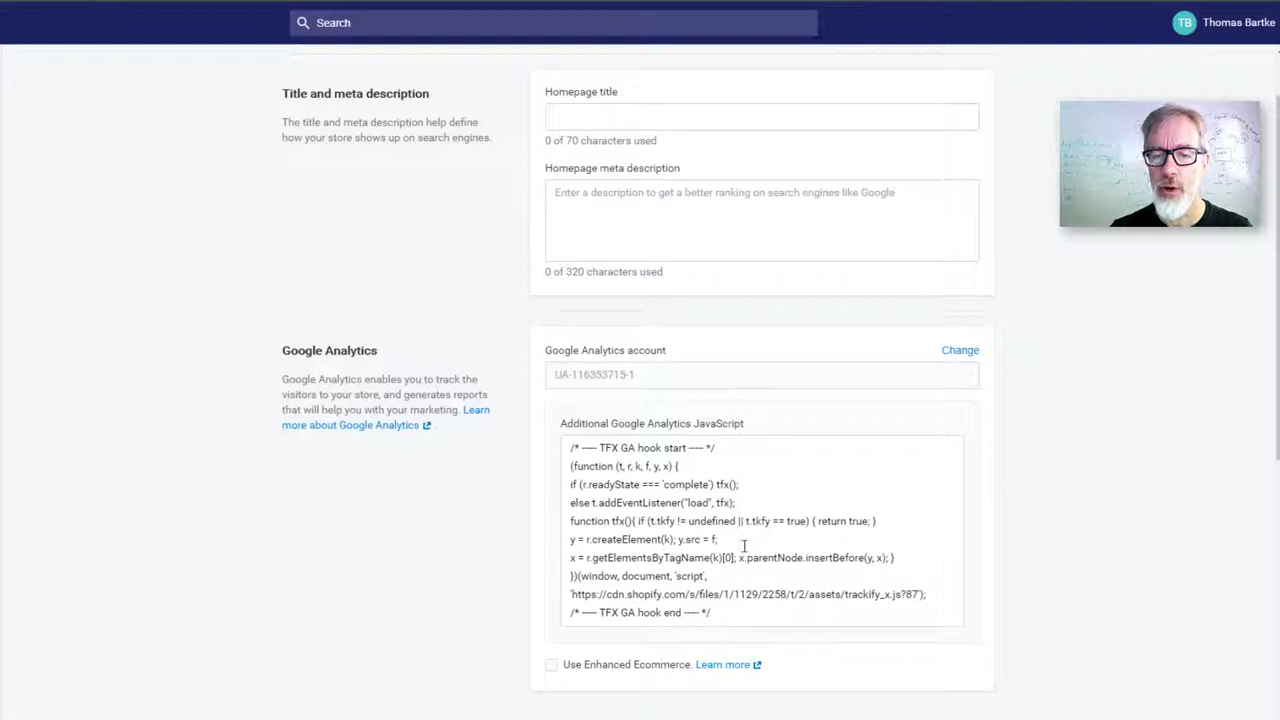 Search
TB Thomas Bartke
Title and meta description
The title and meta description help define
how your store shows up on search engines.
Homepage title
0 of 70 characters used
Homepage meta description
Enter a description to get a better ranking on search engines like Google
0 of 320 characters used
Google Analytics
Google Analytics enables you to track the
visitors to your store, and generates reports
that will help you with your marketing. Learn
more about Google Analytics .
Google Analytics account
Change
UA-116353715-1
Additional Google Analytics JavaScript
/* ----- TFX GA hook start ----- */
(function (t, r, k, f, y, x) {
if (r.readyState === 'complete') tfx();
else t.addEventListener("load", tfx);
function tfx(){ if (t.tkfy != undefined || t.tkfy == true) { return true; }
y = r.createElement(k); y.src = f;
x = r.getElementsByTagName(k)[0]; x.parentNode.insertBefore(y, x); }
})(window, document, 'script',
'https://cdn.shopify.com/s/files/1/1129/2258/t/2/assets/trackify_x.js?87');
/* ----- TFX GA hook end ----- */
Use Enhanced Ecommerce. Learn more